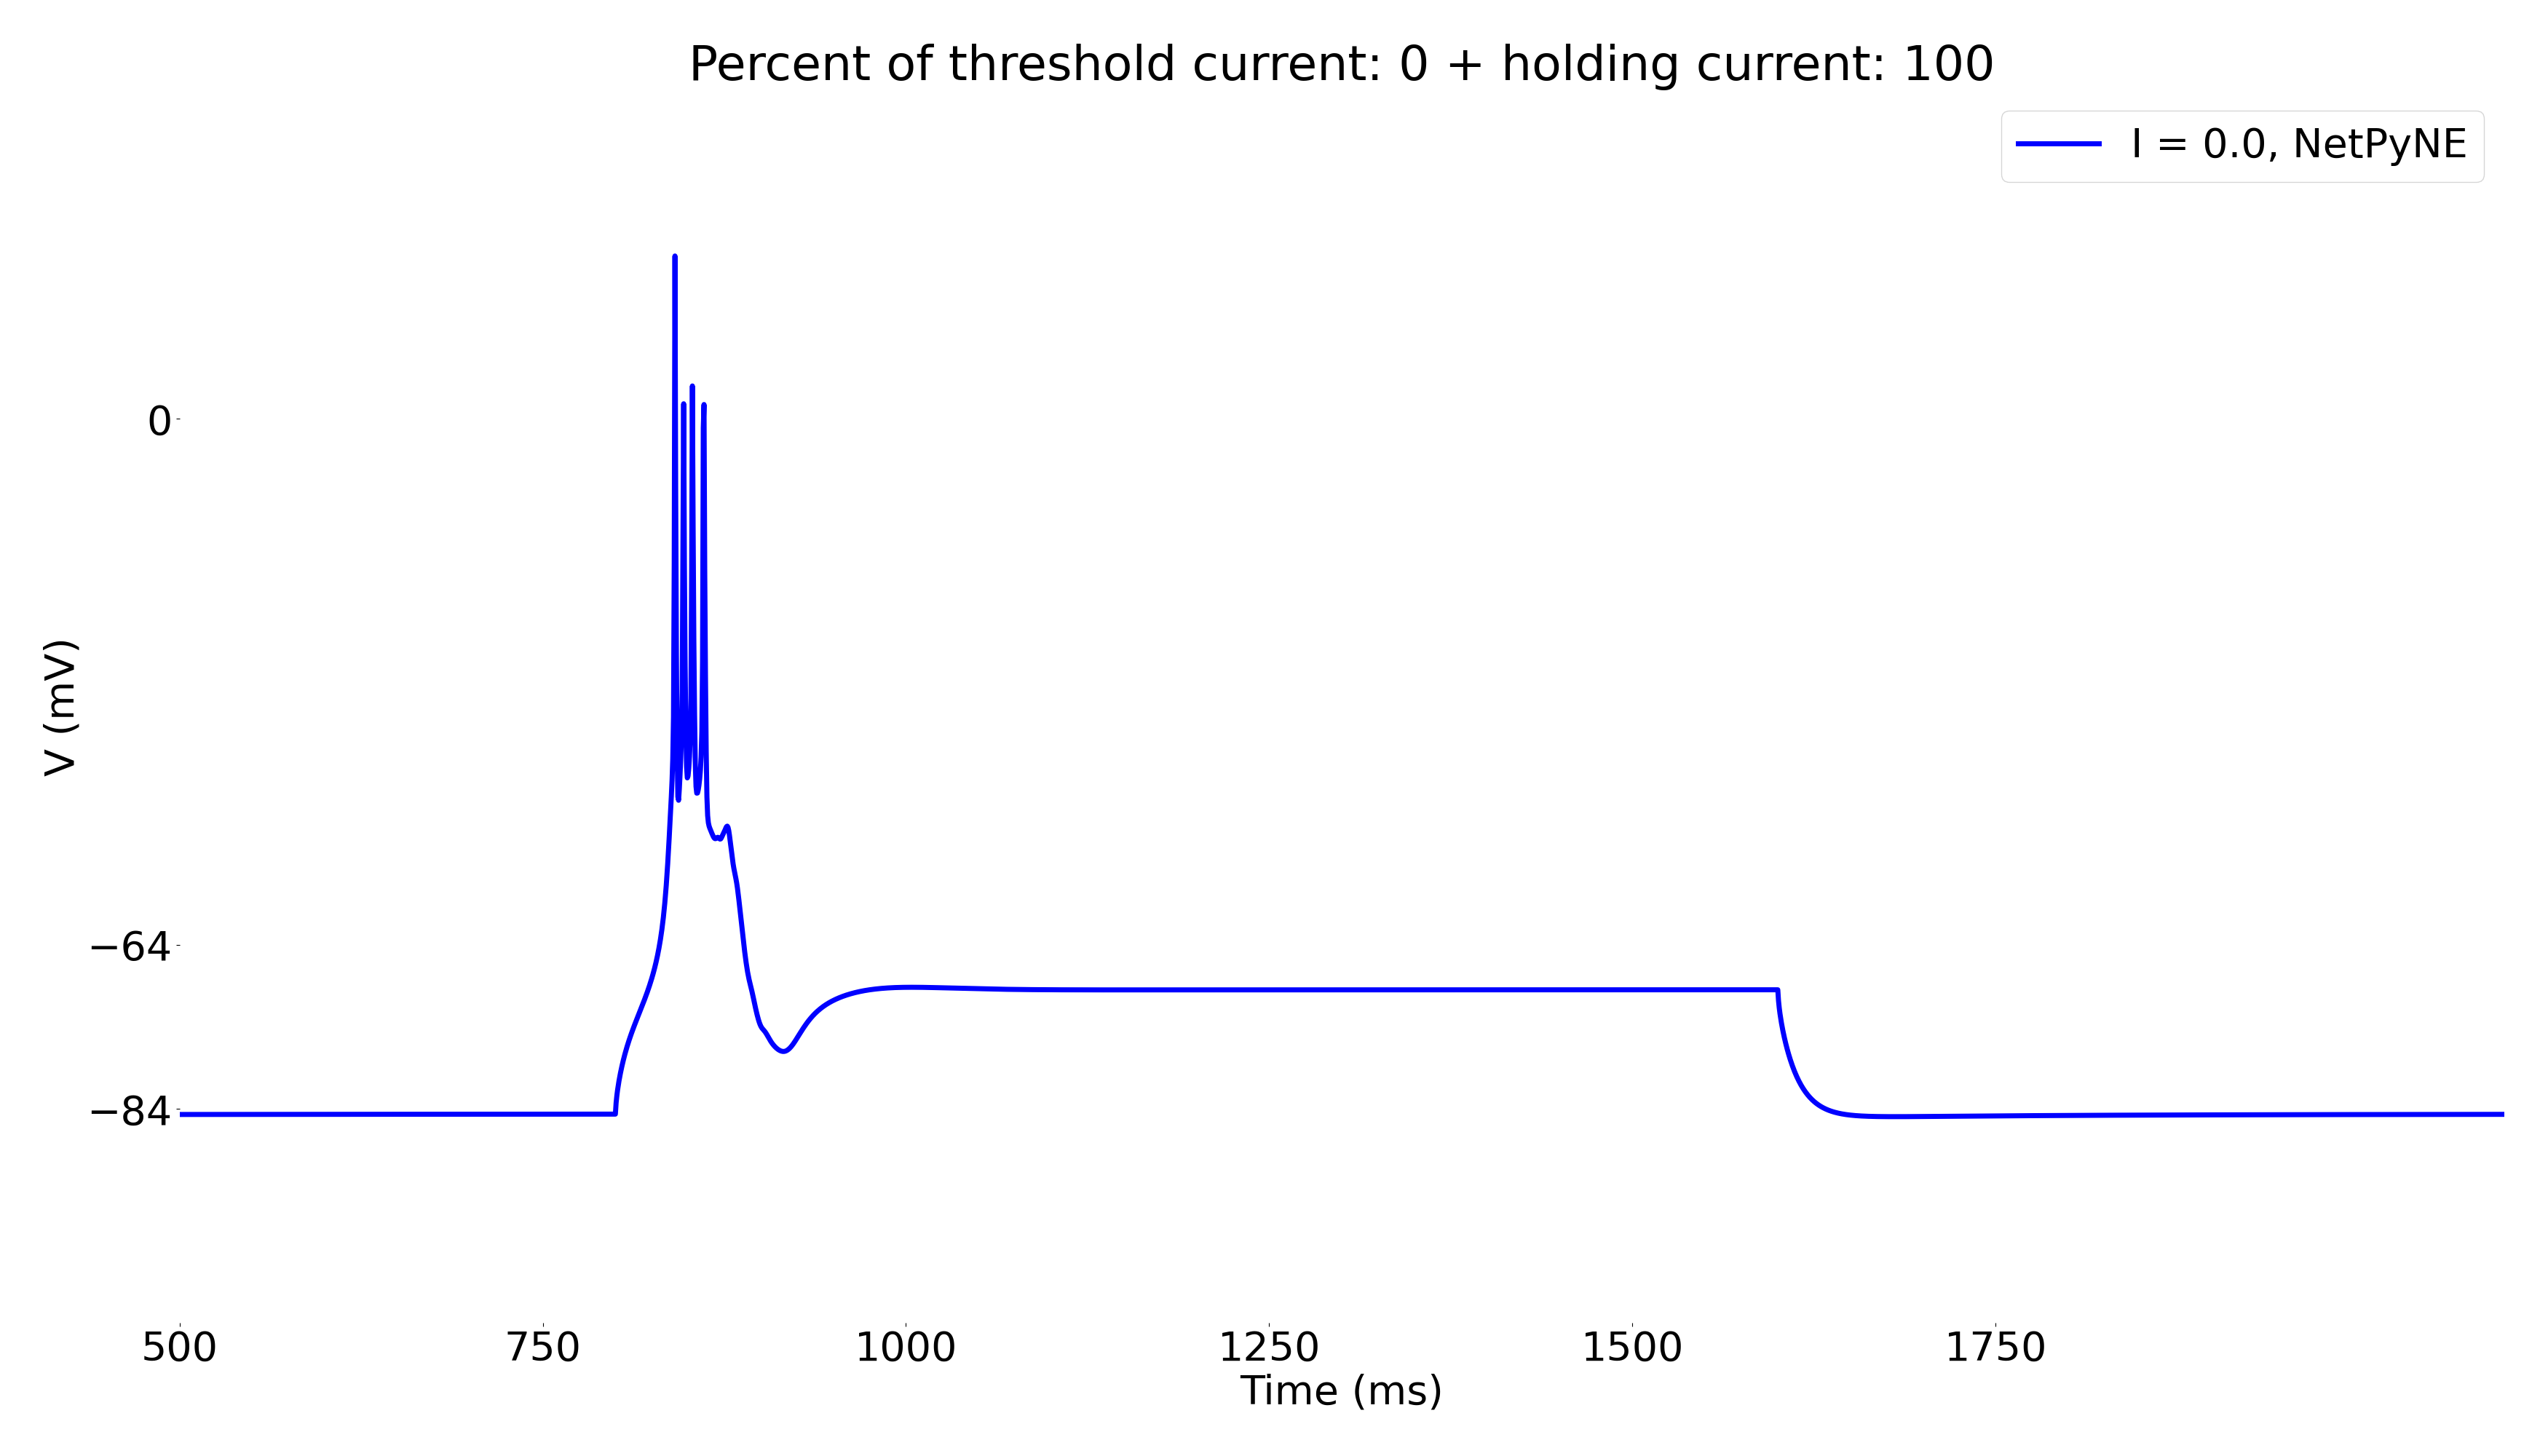 Percent of threshold current: 0 + holding current: 100
I = 0.0, NetPyNE
0
−64
−84
V (mV)
500 750 1000 1250 1500 1750
Time (ms)